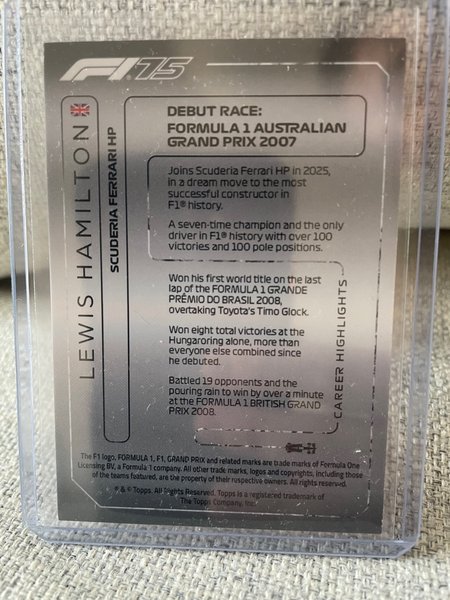 F1 75
LEWIS HAMILTON
SCUDERIA FERRARI HP
DEBUT RACE:
FORMULA 1 AUSTRALIAN
GRAND PRIX 2007
Joins Scuderia Ferrari HP in 2025,
in a dream move to the most
successful constructor in
F1® history.
A seven-time champion and the only
driver in F1® history with over 100
victories and 100 pole positions.
Won his first world title on the last
lap of the FORMULA 1 GRANDE
PRÊMIO DO BRASIL 2008,
overtaking Toyota's Timo Glock.
Won eight total victories at the
Hungaroring alone, more than
everyone else combined since
he debuted.
Battled 19 opponents and the
pouring rain to win by over a minute
at the FORMULA 1 BRITISH GRAND
PRIX 2008.
CAREER HIGHLIGHTS
The F1 logo, FORMULA 1, F1, GRAND PRIX and related marks are trade marks of Formula One
Licensing BV, a Formula 1 company. All other trade marks, logos and copyrights, including those
of the teams featured, are the property of their respective owners. All rights reserved.
® & © Topps. All Rights Reserved. Topps is a registered trademark of
The Topps Company, Inc.